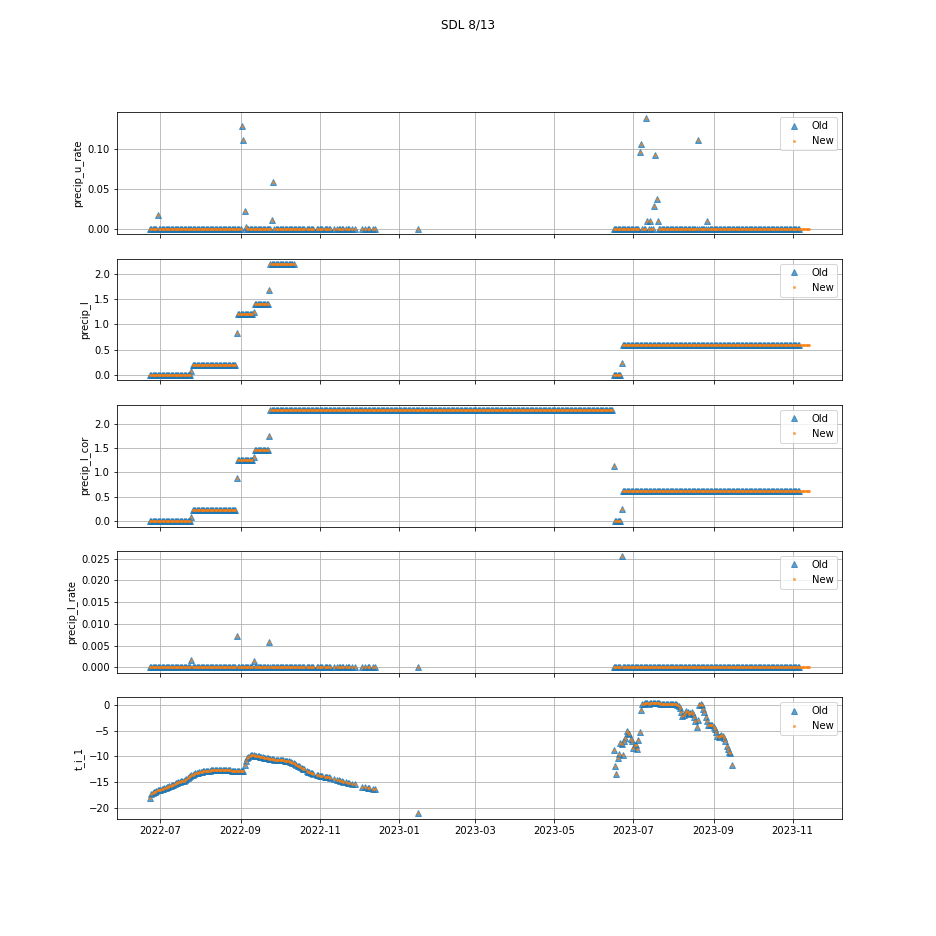 SDL 8/13
precip_u_rate
0.10
0.05
0.00
Old
New
precip_l
2.0
1.5
1.0
0.5
0.0
Old
New
precip_l_cor
2.0
1.5
1.0
0.5
0.0
Old
New
precip_l_rate
0.025
0.020
0.015
0.010
0.005
0.000
Old
New
t_i_1
0
−5
−10
−15
−20
Old
New
2022-07 2022-09 2022-11 2023-01 2023-03 2023-05 2023-07 2023-09 2023-11